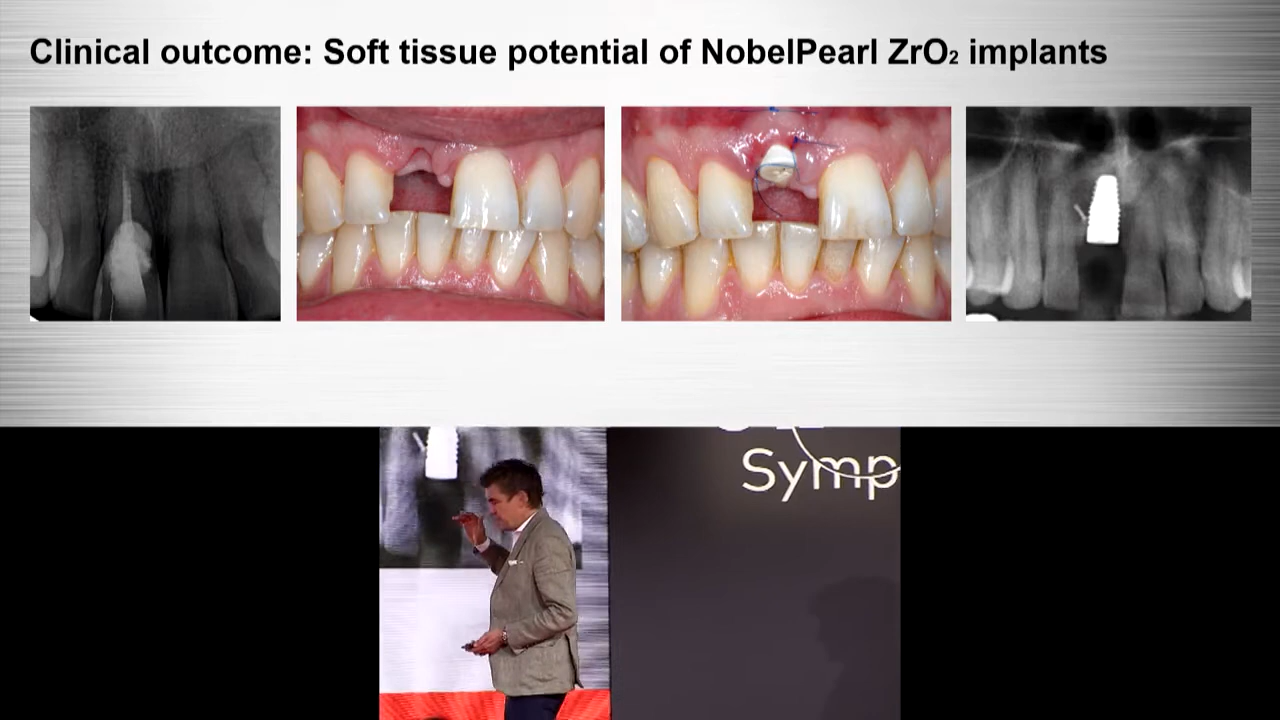 Clinical outcome: Soft tissue potential of NobelPearl ZrO₂ implants
Symp